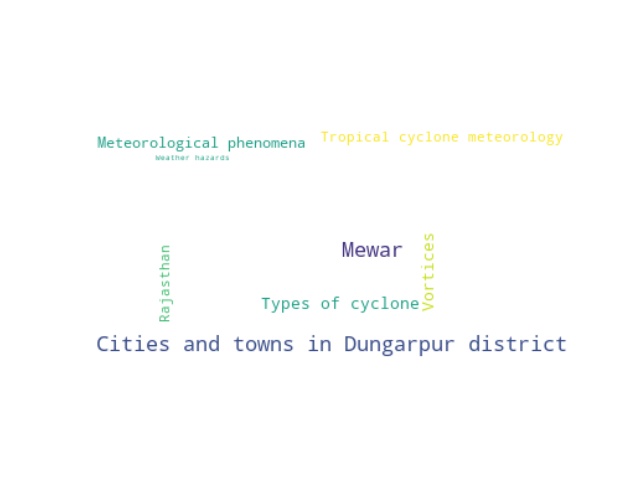 Tropical cyclone meteorology
Meteorological phenomena
Weather hazards
Mewar
Vortices
Rajasthan
Types of cyclone
Cities and towns in Dungarpur district